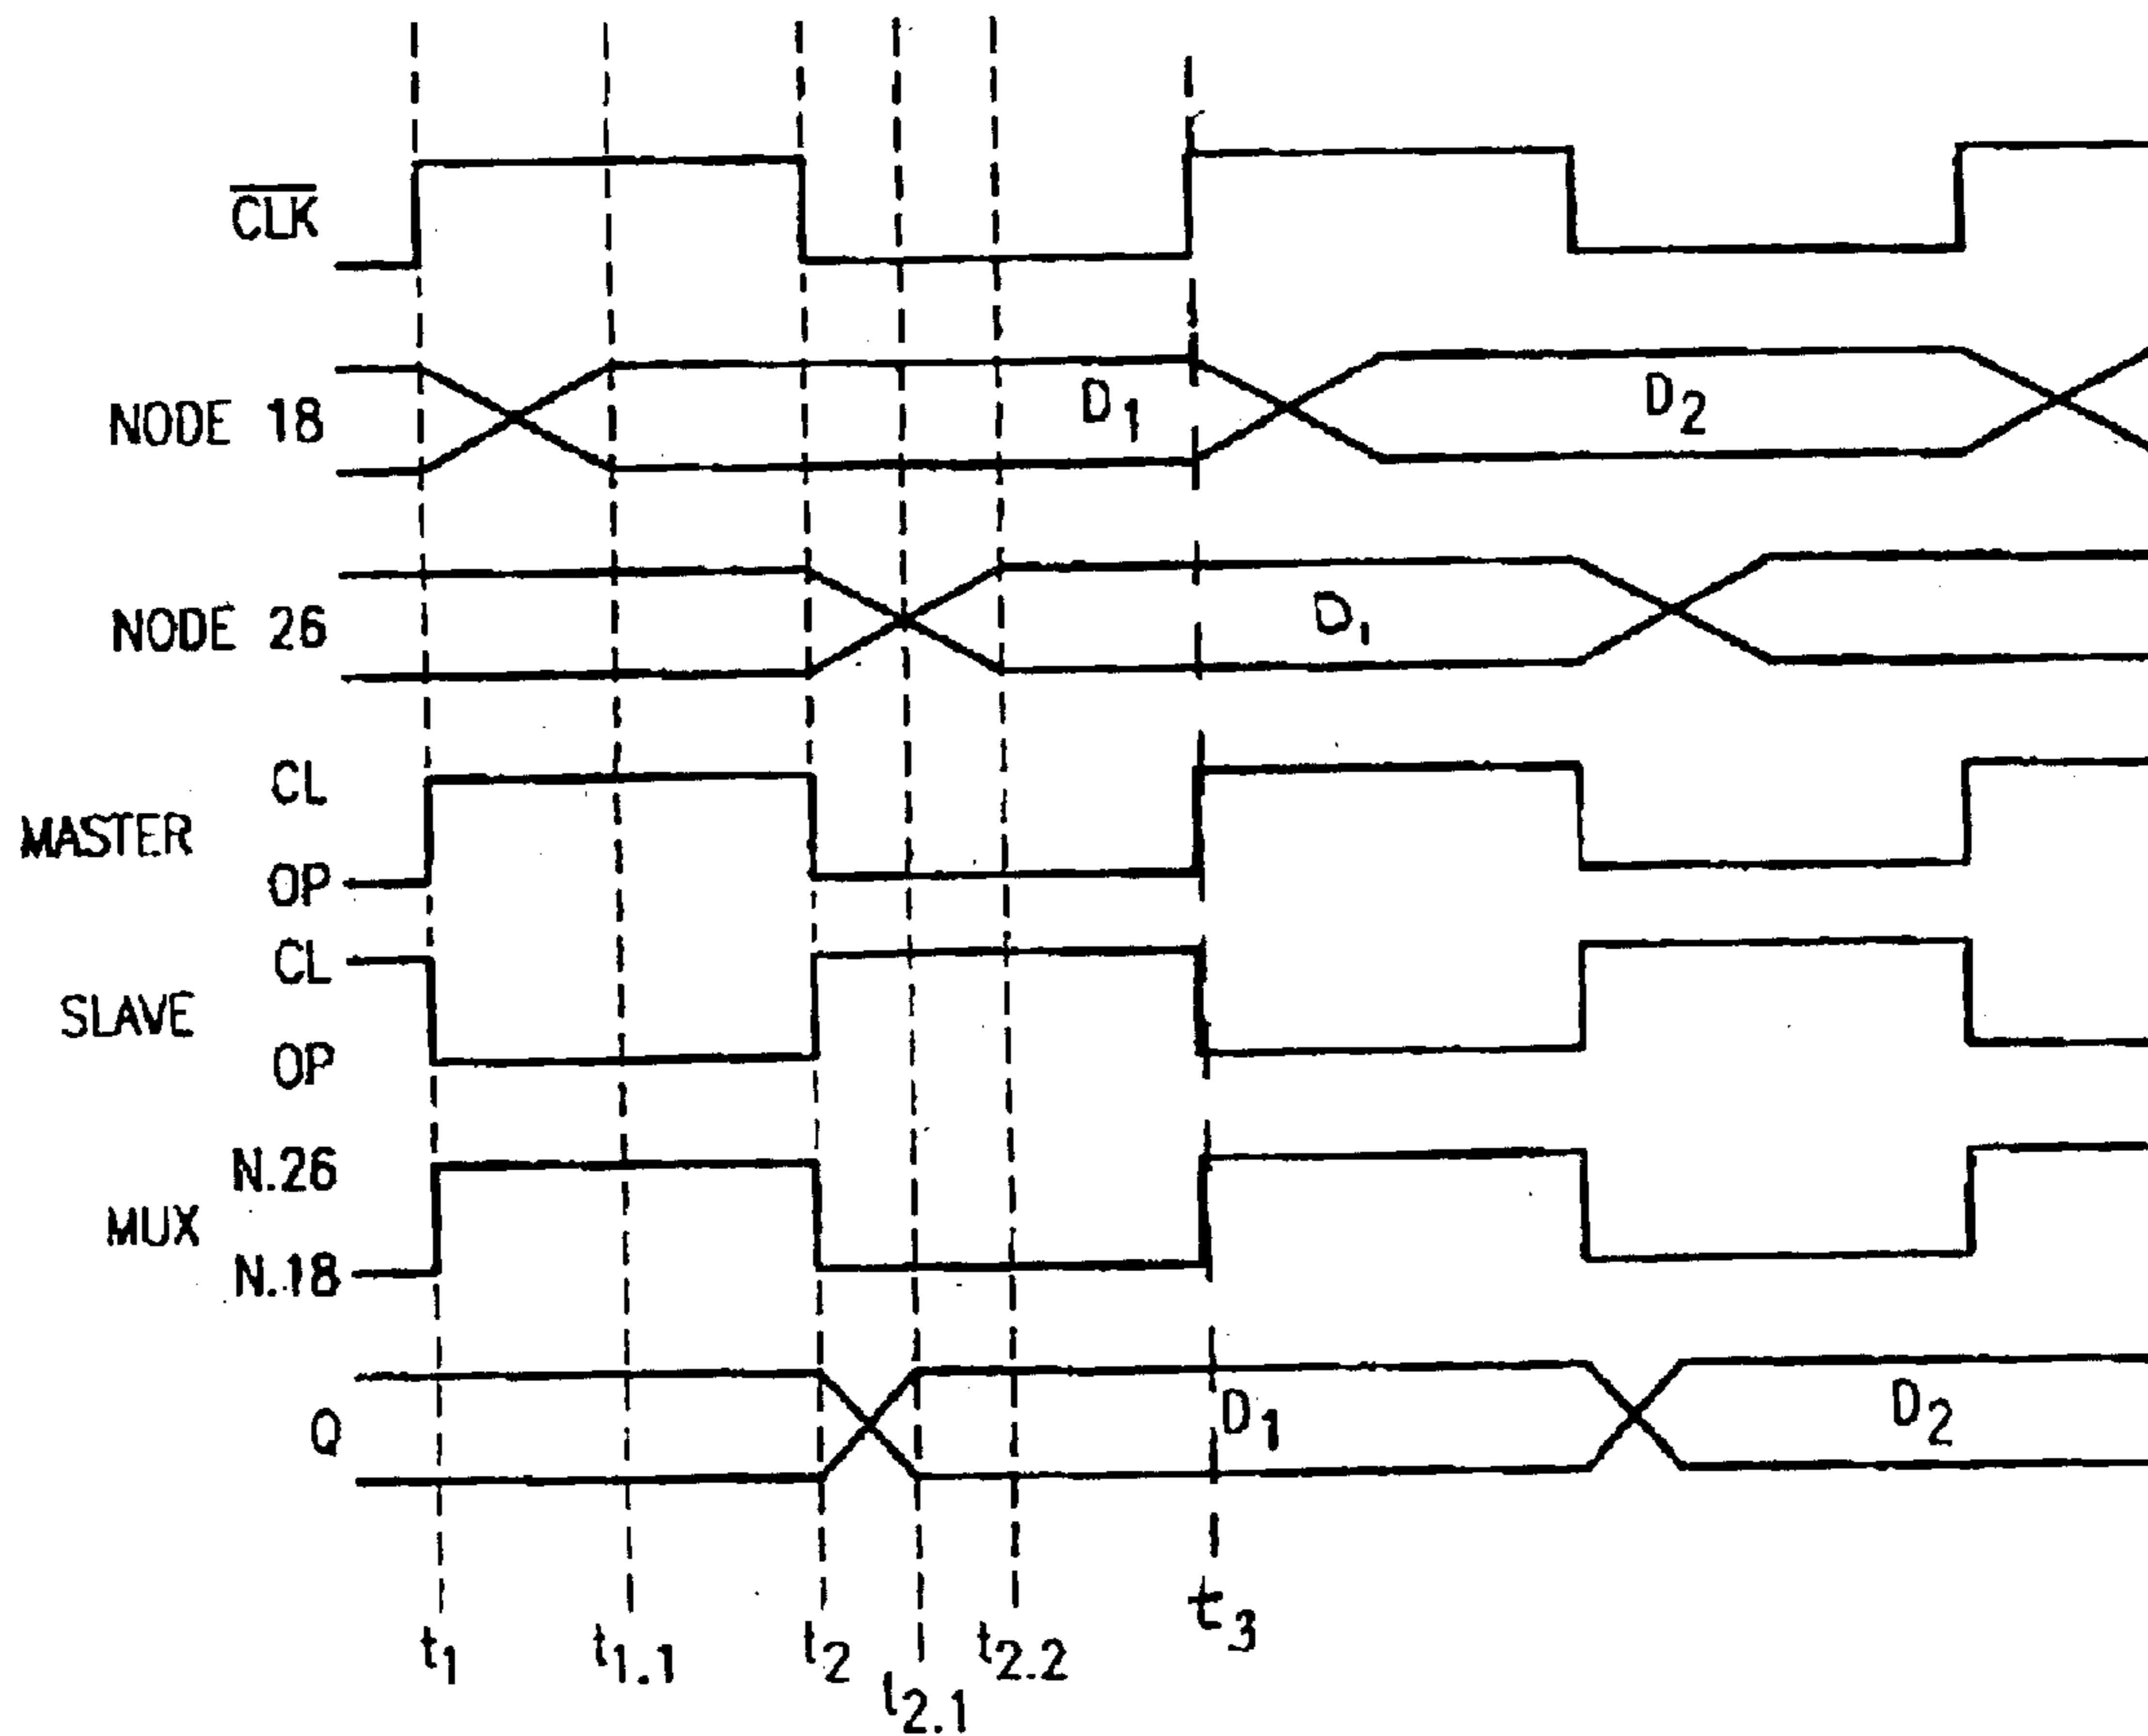 C̅L̅K̅
NODE 18
D1
D2
NODE 26
D1
MASTER
CL
OP
SLAVE
CL
OP
MUX
N.26
N.18
Q
D1
D2
t1
t1.1
t2
t2.1
t2.2
t3